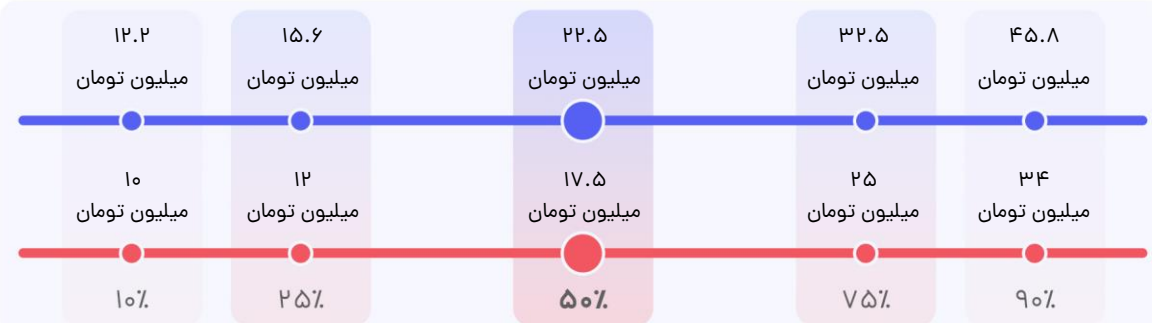 ۱۲.۲
میلیون تومان
۱۵.۶
میلیون تومان
۲۲.۵
میلیون تومان
۳۲.۵
میلیون تومان
۴۵.۸
میلیون تومان
۱۰
میلیون تومان
۱۲
میلیون تومان
۱۷.۵
میلیون تومان
۲۵
میلیون تومان
۳۴
میلیون تومان
۱۰٪
۲۵٪
۵۰٪
۷۵٪
۹۰٪